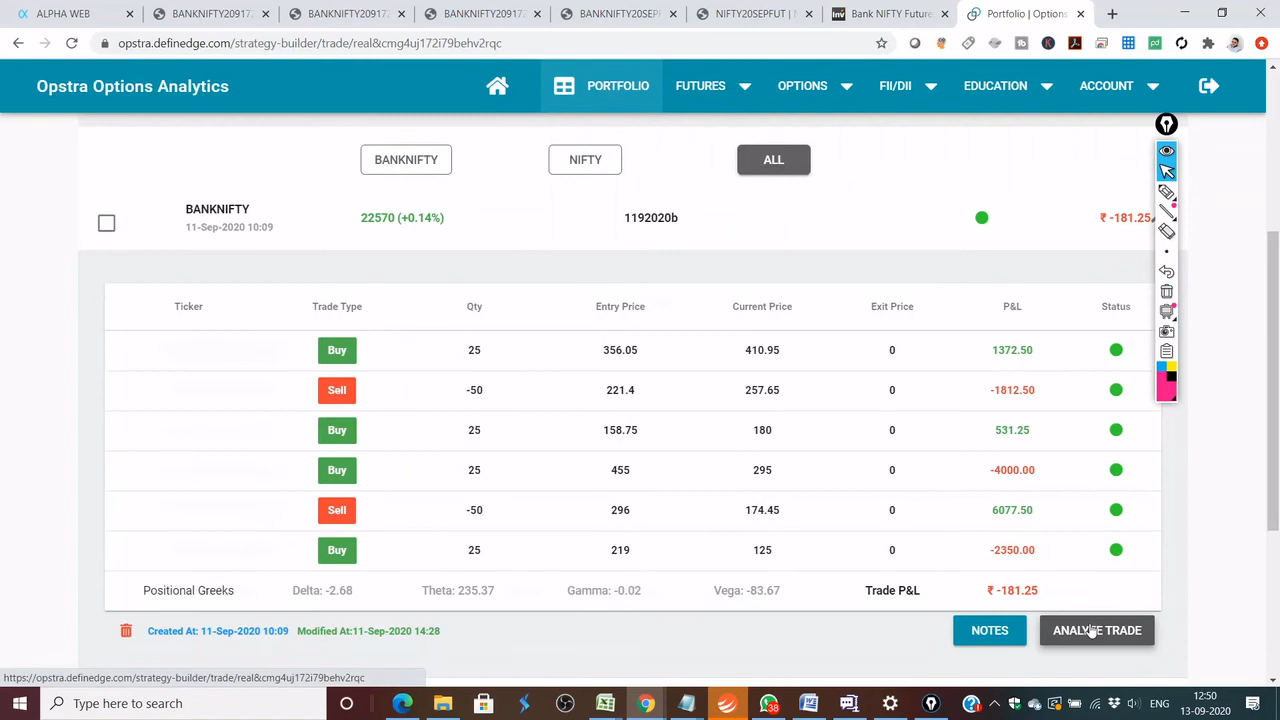 ALPHA WEB BANKNIFTY20917 BANKNIFTY20917 BANKNIFTY20917 BANKNIFTY20SEPF NIFTY20SEPFUT | N Bank NIFTY Future Portfolio | Options
opstra.definedge.com/strategy-builder/trade/real&cmg4uj172i79behv2rqc
Opstra Options Analytics PORTFOLIO FUTURES OPTIONS FII/DII EDUCATION ACCOUNT
BANKNIFTY NIFTY ALL
BANKNIFTY 22570 (+0.14%) 1192020b ₹ -181.25
11-Sep-2020 10:09
Ticker Trade Type Qty Entry Price Current Price Exit Price P&L Status
Buy 25 356.05 410.95 0 1372.50
Sell -50 221.4 257.65 0 -1812.50
Buy 25 158.75 180 0 531.25
Buy 25 455 295 0 -4000.00
Sell -50 296 174.45 0 6077.50
Buy 25 219 125 0 -2350.00
Positional Greeks Delta: -2.68 Theta: 235.37 Gamma: -0.02 Vega: -83.67 Trade P&L ₹ -181.25
Created At: 11-Sep-2020 10:09 Modified At:11-Sep-2020 14:28 NOTES ANALYSE TRADE
https://opstra.definedge.com/strategy-builder/trade/real&cmg4uj172i79behv2rqc
Type here to search 38 ENG 12:50
13-09-2020